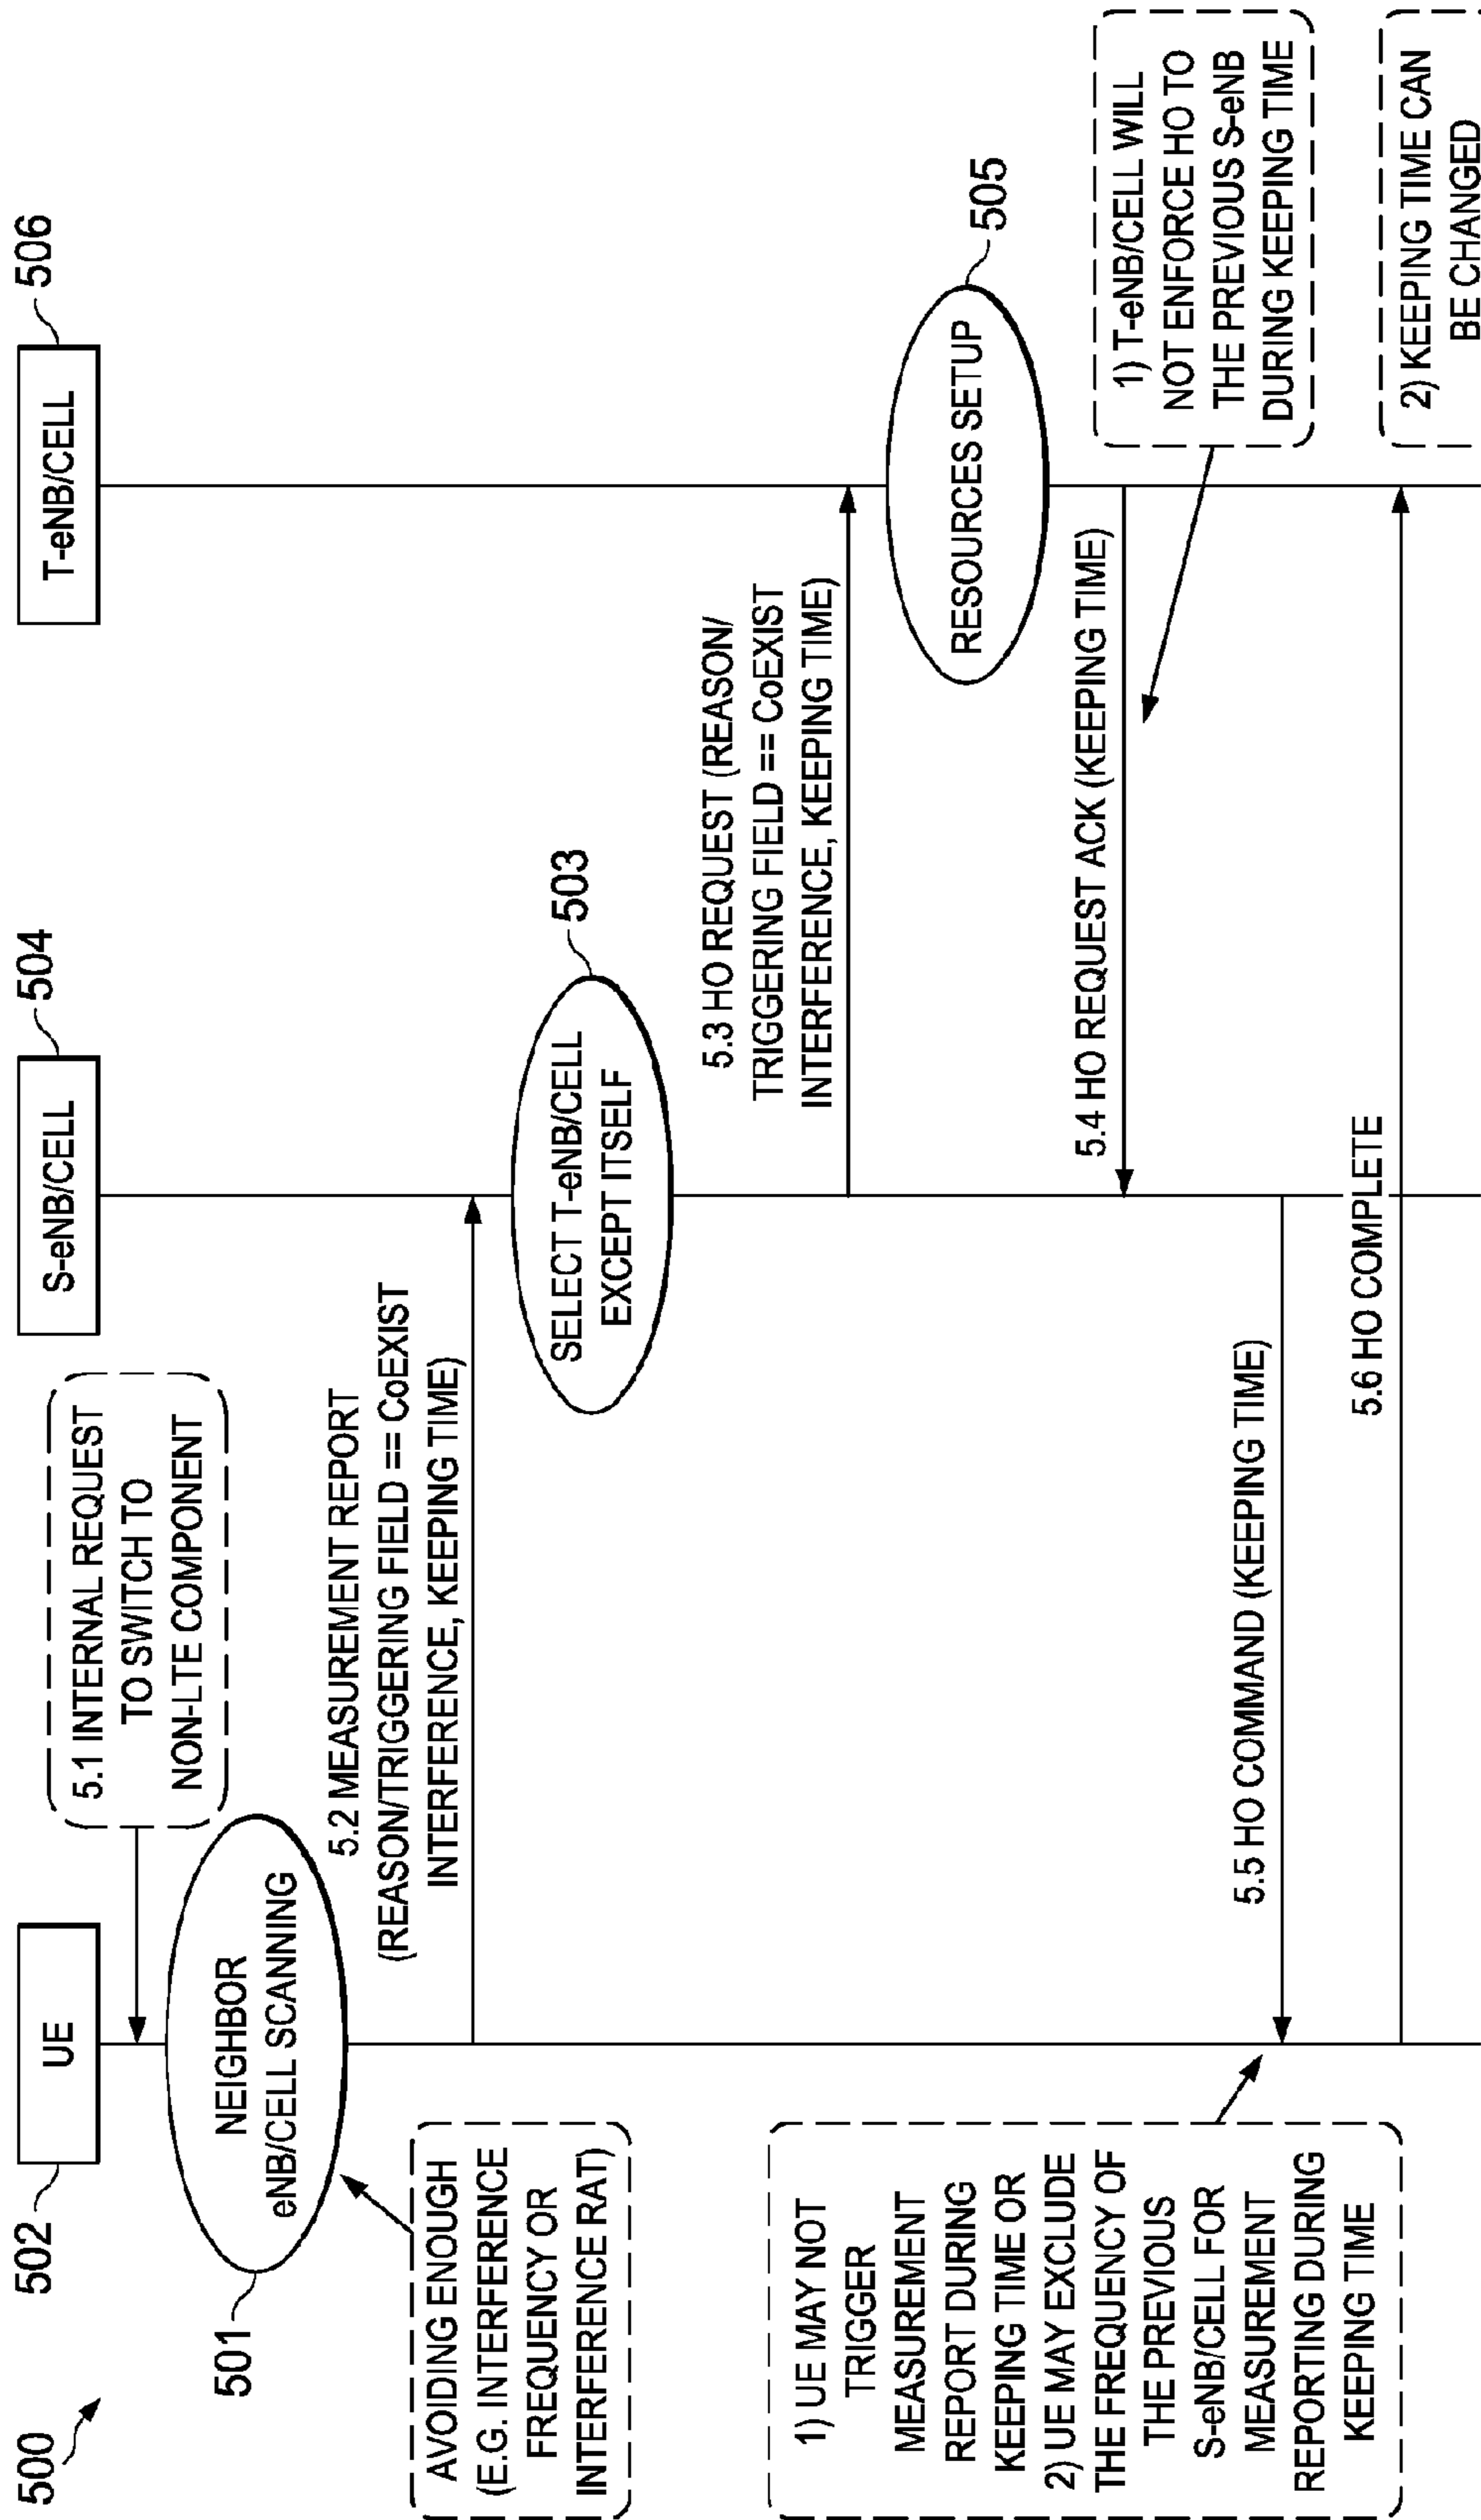 500
502
UE
504
S-eNB/CELL
506
T-eNB/CELL
5.1 INTERNAL REQUEST
TO SWITCH TO
NON-LTE COMPONENT
501
NEIGHBOR
eNB/CELL SCANNING
AVOIDING ENOUGH
(E.G. INTERFERENCE
FREQUENCY OR
INTERFERENCE RAT)
5.2 MEASUREMENT REPORT
(REASON/TRIGGERING FIELD == CoEXIST
INTERFERENCE, KEEPING TIME)
503
SELECT T-eNB/CELL
EXCEPT ITSELF
5.3 HO REQUEST (REASON/
TRIGGERING FIELD == CoEXIST
INTERFERENCE, KEEPING TIME)
505
RESOURCES SETUP
5.4 HO REQUEST ACK (KEEPING TIME)
1) T-eNB/CELL WILL
NOT ENFORCE HO TO
THE PREVIOUS S-eNB
DURING KEEPING TIME
1) UE MAY NOT
TRIGGER
MEASUREMENT
REPORT DURING
KEEPING TIME OR
2) UE MAY EXCLUDE
THE FREQUENCY OF
THE PREVIOUS
S-eNB/CELL FOR
MEASUREMENT
REPORTING DURING
KEEPING TIME
5.5 HO COMMAND (KEEPING TIME)
5.6 HO COMPLETE
2) KEEPING TIME CAN
BE CHANGED